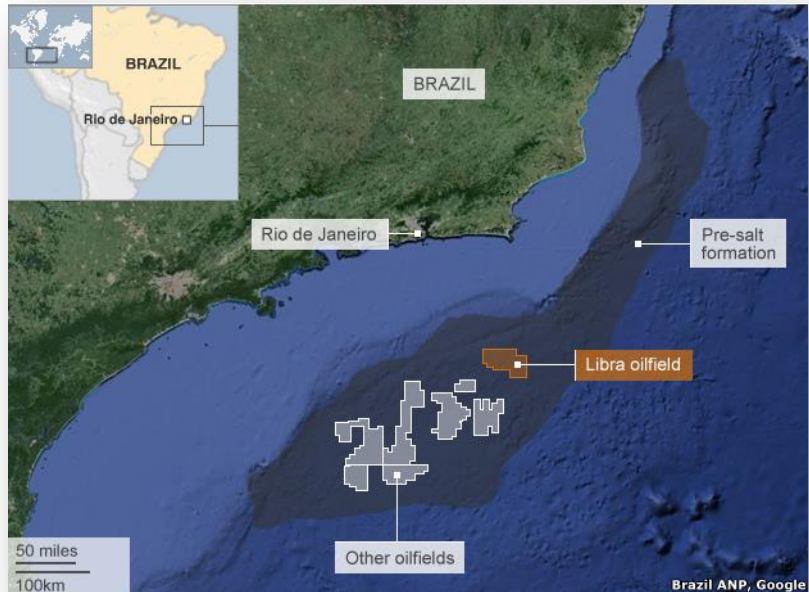 BRAZIL
Rio de Janeiro
BRAZIL
Rio de Janeiro
Pre-salt
formation
Libra oilfield
Other oilfields
50 miles
100km
Brazil ANP, Google